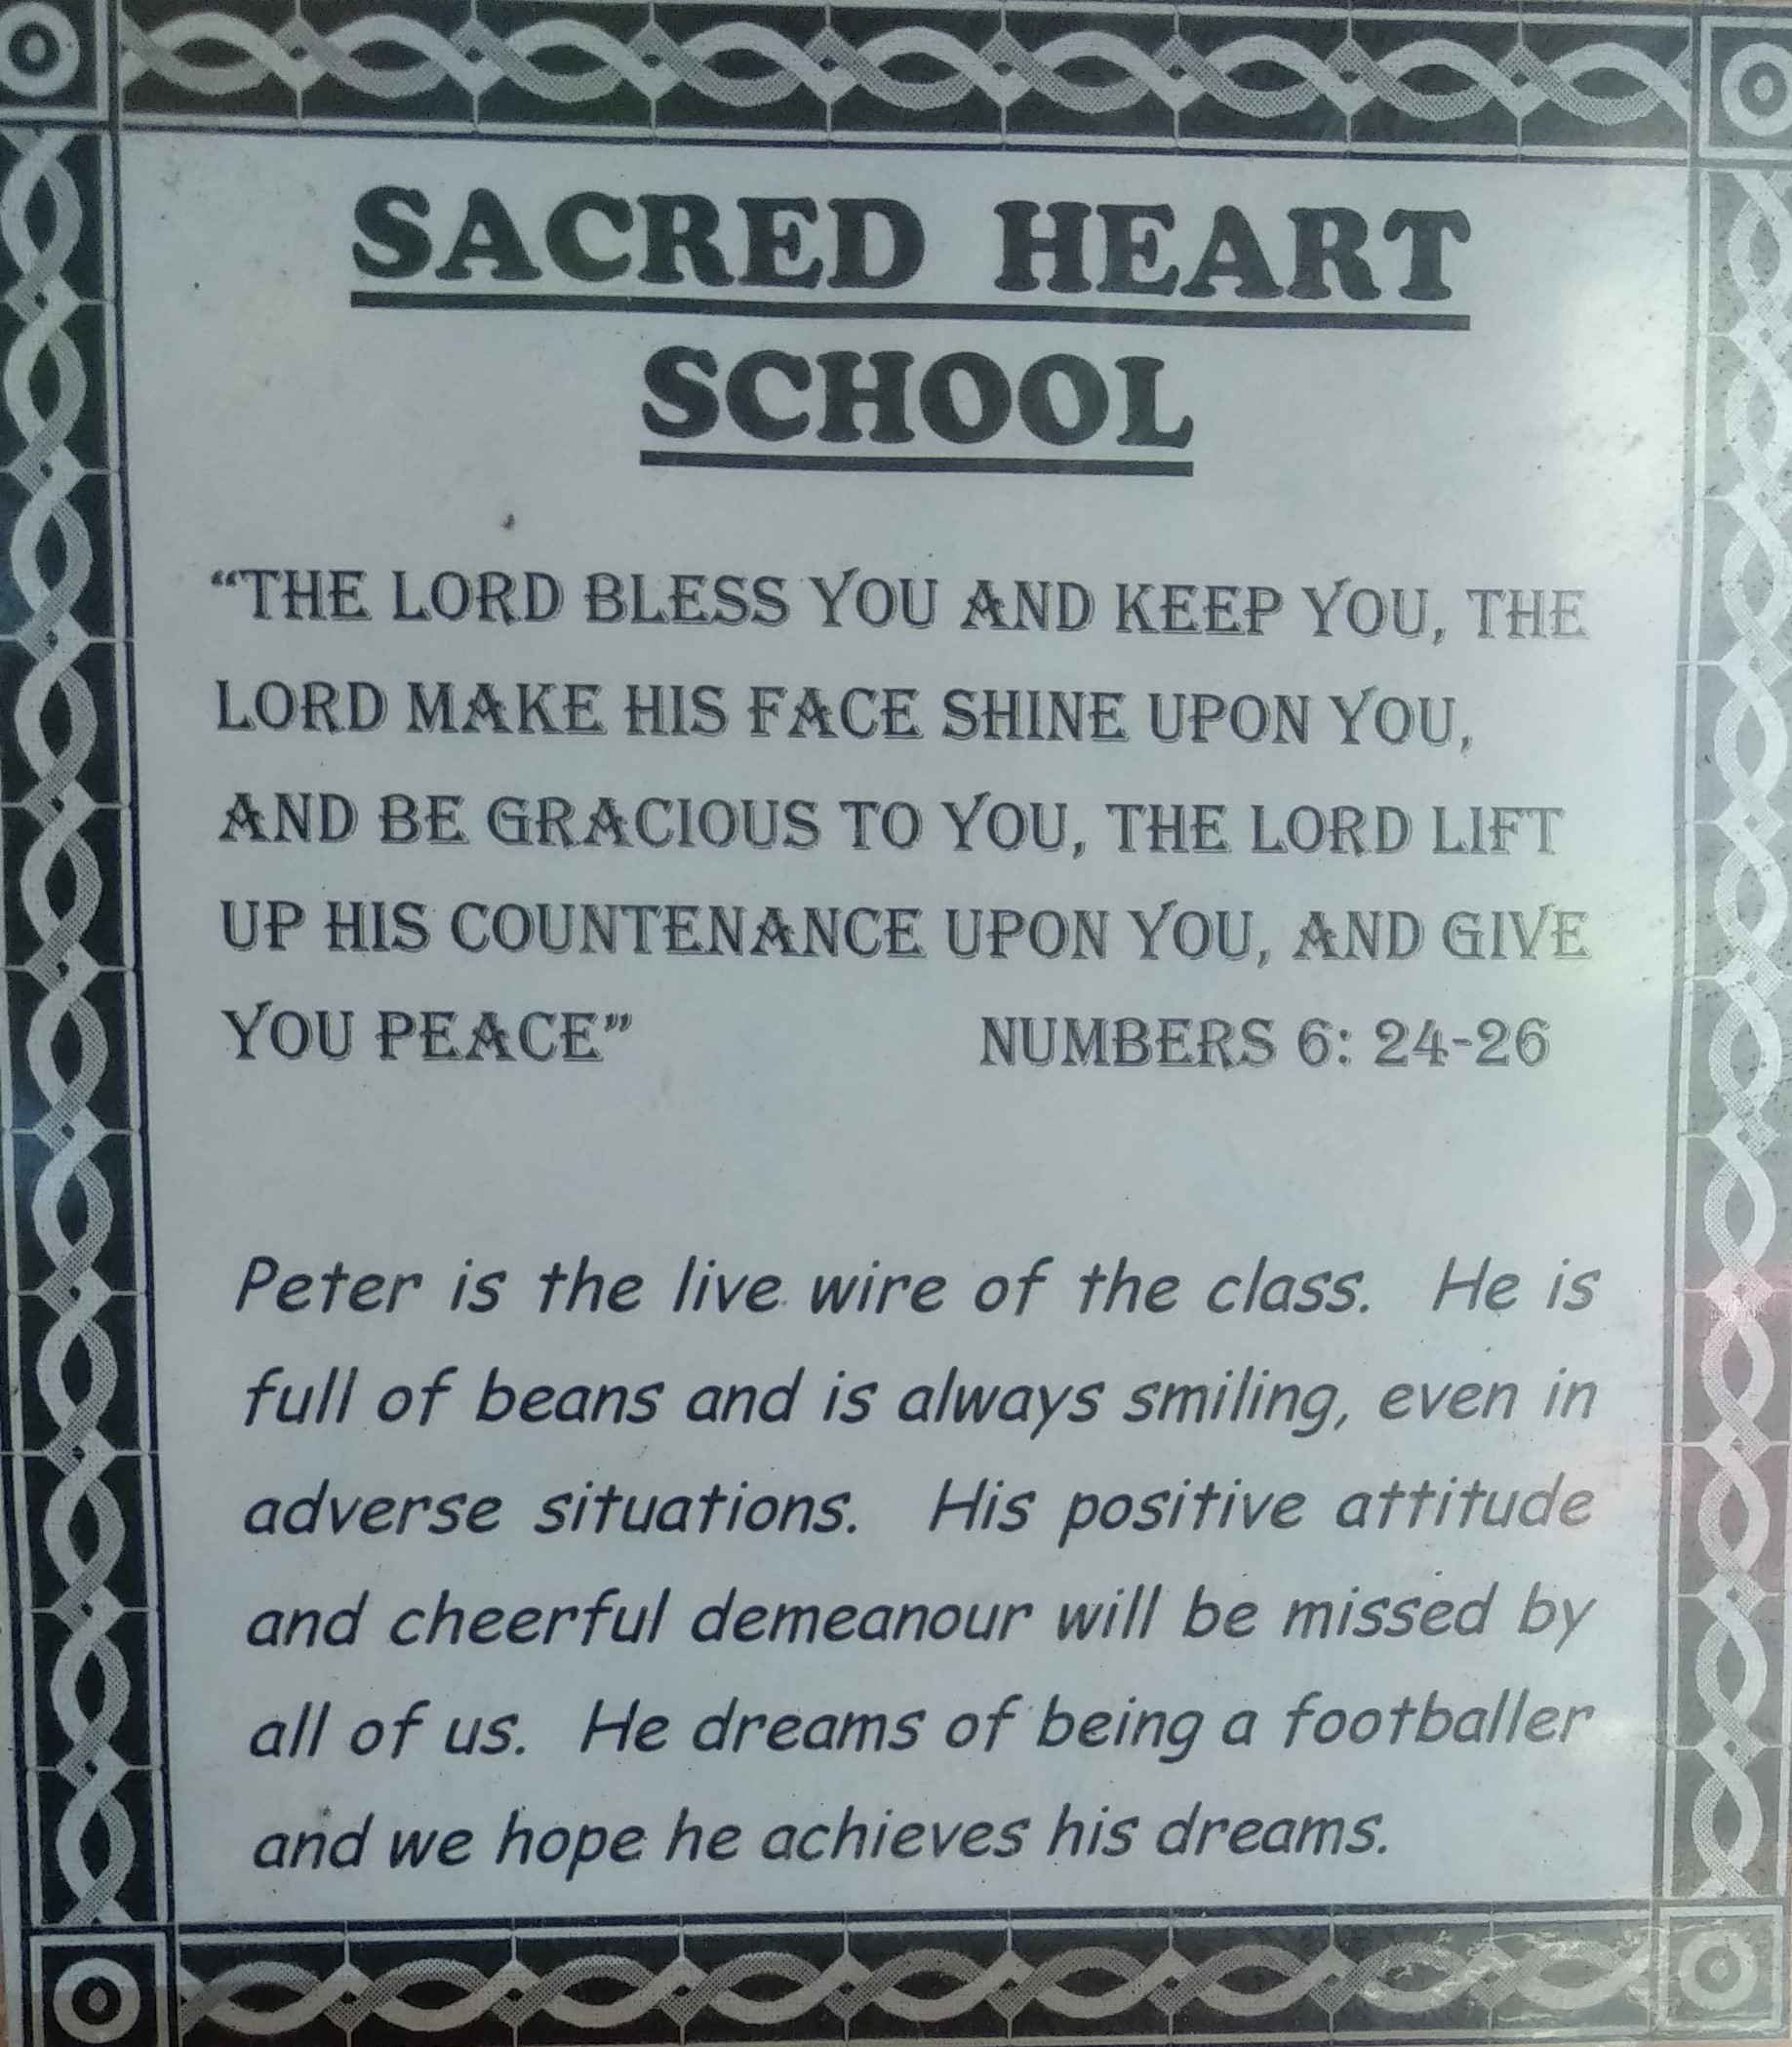 SACRED HEART
SCHOOL
“THE LORD BLESS YOU AND KEEP YOU, THE
LORD MAKE HIS FACE SHINE UPON YOU,
AND BE GRACIOUS TO YOU, THE LORD LIFT
UP HIS COUNTENANCE UPON YOU, AND GIVE
YOU PEACE” NUMBERS 6: 24-26
Peter is the live wire of the class. He is
full of beans and is always smiling, even in
adverse situations. His positive attitude
and cheerful demeanour will be missed by
all of us. He dreams of being a footballer
and we hope he achieves his dreams.